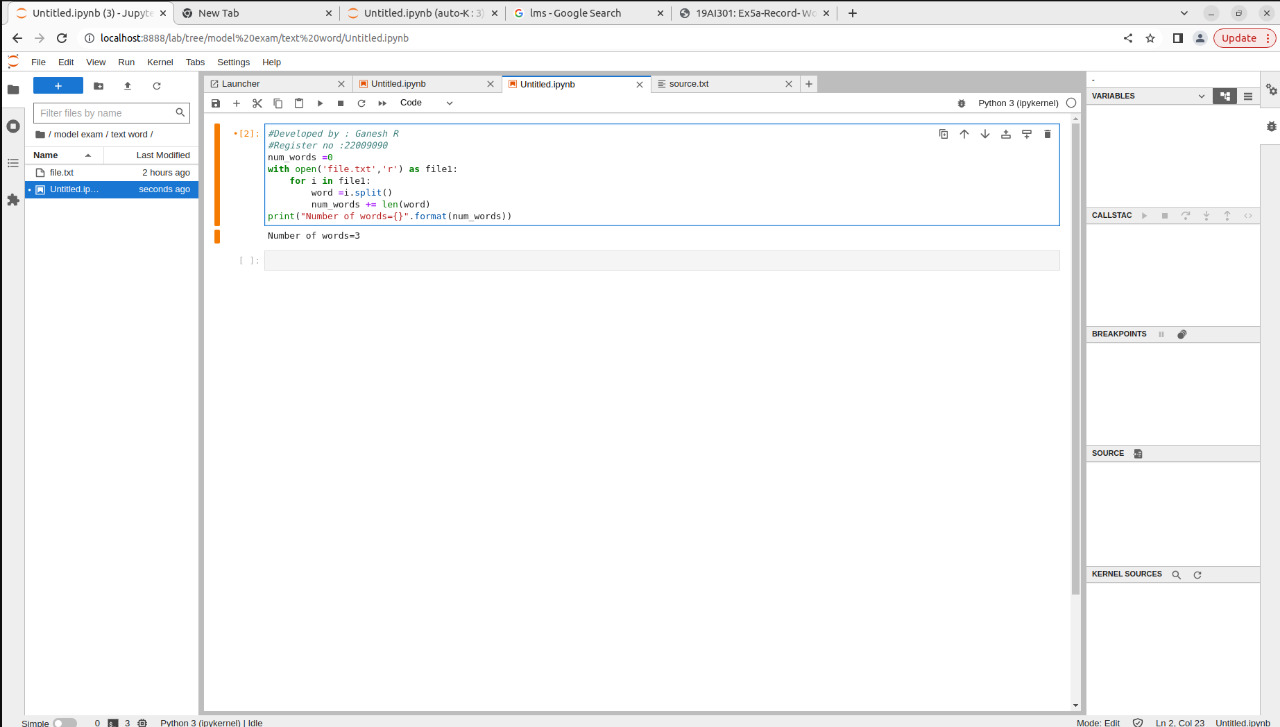 Untitled.ipynb (3) - Jupyte
New Tab
Untitled.ipynb (auto-K : 3)
lms - Google Search
19AI301: Ex5a-Record- Wo
localhost:8888/lab/tree/model%20exam/text%20word/Untitled.ipynb
Update
File Edit View Run Kernel Tabs Settings Help
Launcher
Untitled.ipynb
Untitled.ipynb
source.txt
Filter files by name
/ model exam / text word /
Name Last Modified
file.txt 2 hours ago
Untitled.ip... seconds ago
Code
Python 3 (ipykernel)
[2]:
#Developed by : Ganesh R
#Register no :22009090
num_words =0
with open('file.txt','r') as file1:
    for i in file1:
        word =i.split()
        num_words += len(word)
print("Number of words={}".format(num_words))
Number of words=3
[ ]:
-
VARIABLES
CALLSTAC
BREAKPOINTS
SOURCE
KERNEL SOURCES
Simple 0 3 Python 3 (ipykernel) | Idle
Mode: Edit Ln 2, Col 23 Untitled.ipynb